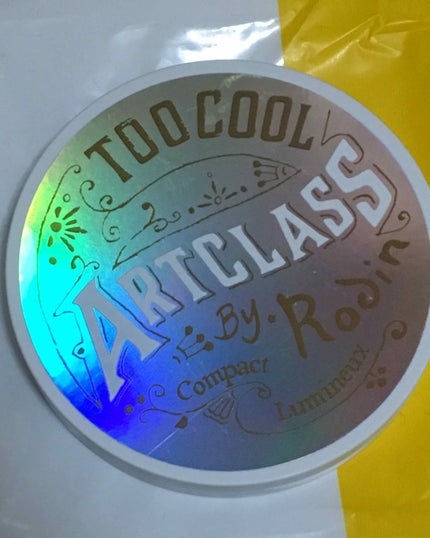 TOO COOL
ARTCLASS
By. Rodin
Compact Lumineux